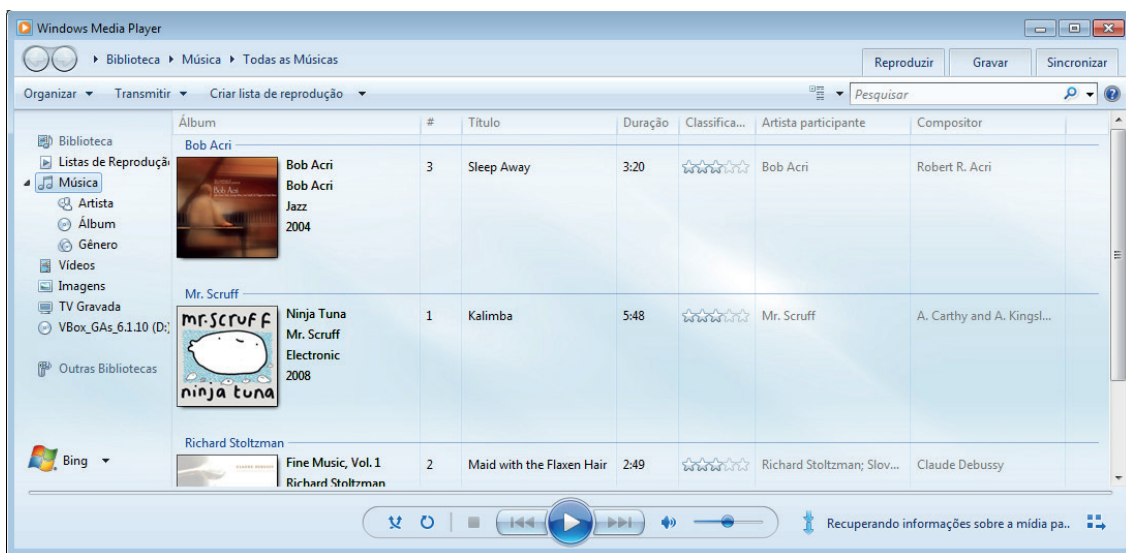 Windows Media Player
Biblioteca Música Todas as Músicas
Reproduzir Gravar Sincronizar
Organizar Transmitir Criar lista de reprodução Pesquisar
Álbum # Título Duração Classifica... Artista participante Compositor
Biblioteca
Listas de Reproduçã
Música
Artista
Álbum
Gênero
Vídeos
Imagens
TV Gravada
VBox_GAs_6.1.10 (D:)
Outras Bibliotecas
Bing
Bob Acri
Bob Acri
Bob Acri 3 Sleep Away 3:20 Bob Acri Robert R. Acri
Bob Acri
Jazz
2004
Mr. Scruff
mr.scruff
ninja tuna
Ninja Tuna 1 Kalimba 5:48 Mr. Scruff A. Carthy and A. Kingsl...
Mr. Scruff
Electronic
2008
Richard Stoltzman
Fine Music, Vol. 1 2 Maid with the Flaxen Hair 2:49 Richard Stoltzman; Slov... Claude Debussy
Richard Stoltzman
Recuperando informações sobre a mídia pa..